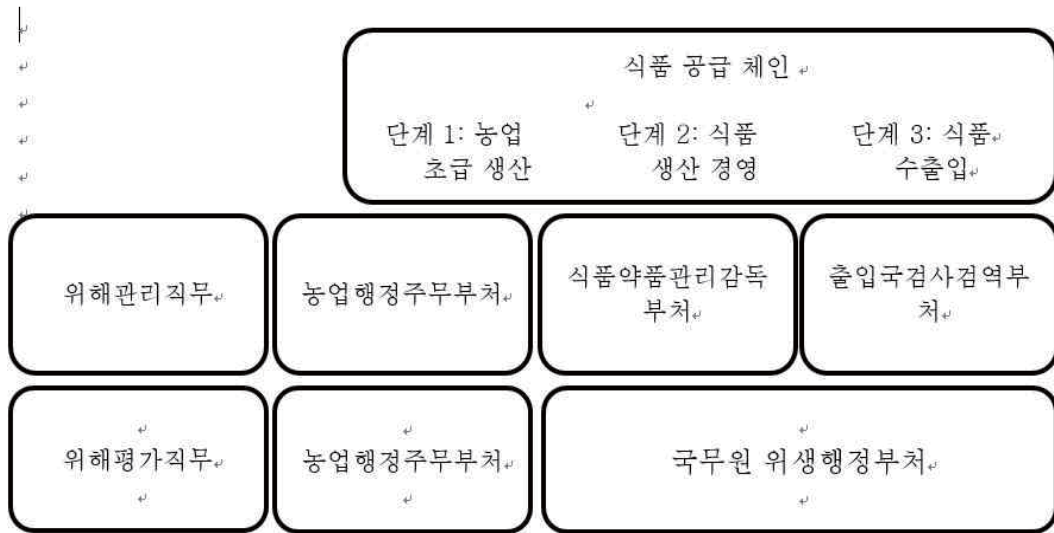 식품 공급 체인
단계 1: 농업 단계 2: 식품 단계 3: 식품
초급 생산 생산 경영 수출입
위해관리직무 농업행정주무부처 식품약품관리감독 출입국검사검역부
부처 처
위해평가직무 농업행정주무부처 국무원 위생행정부처